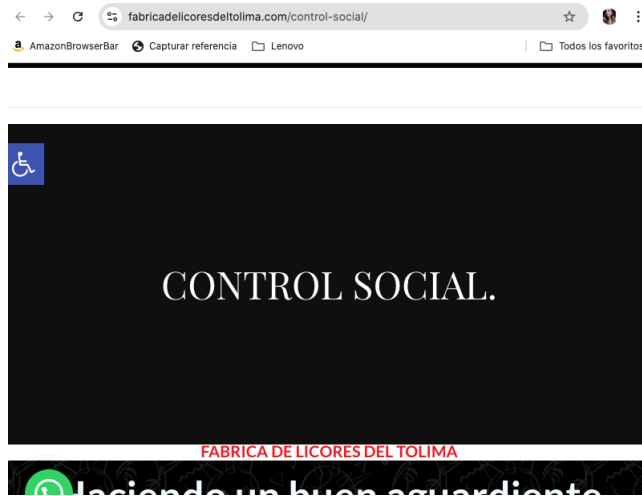 fabricadelicoresdeltolima.com/control-social/
AmazonBrowserBar Capturar referencia Lenovo Todos los favoritos
CONTROL SOCIAL.
FABRICA DE LICORES DEL TOLIMA
Haciendo un buen aguardiente